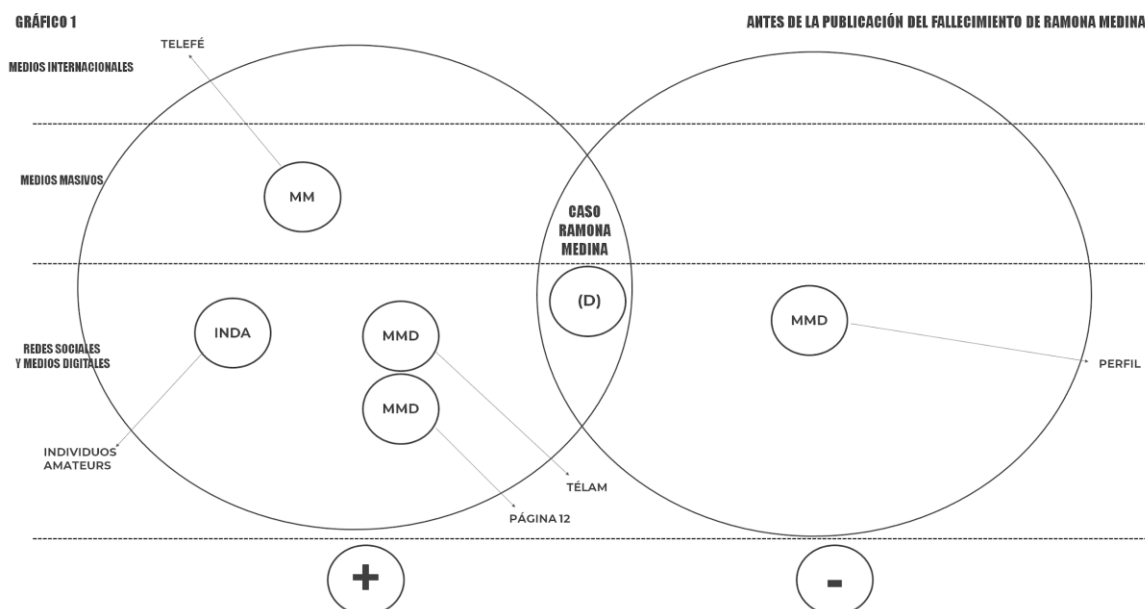 GRÁFICO 1
ANTES DE LA PUBLICACIÓN DEL FALLECIMIENTO DE RAMONA MEDINA
TELEFÉ
MEDIOS INTERNACIONALES
MEDIOS MASIVOS
MM
CASO
RAMONA
MEDINA
(D)
INDA
MMD
MMD
MMD
REDES SOCIALES
Y MEDIOS DIGITALES
PERFIL
INDIVIDUOS
AMATEURS
TÉLAM
PÁGINA 12
+
-